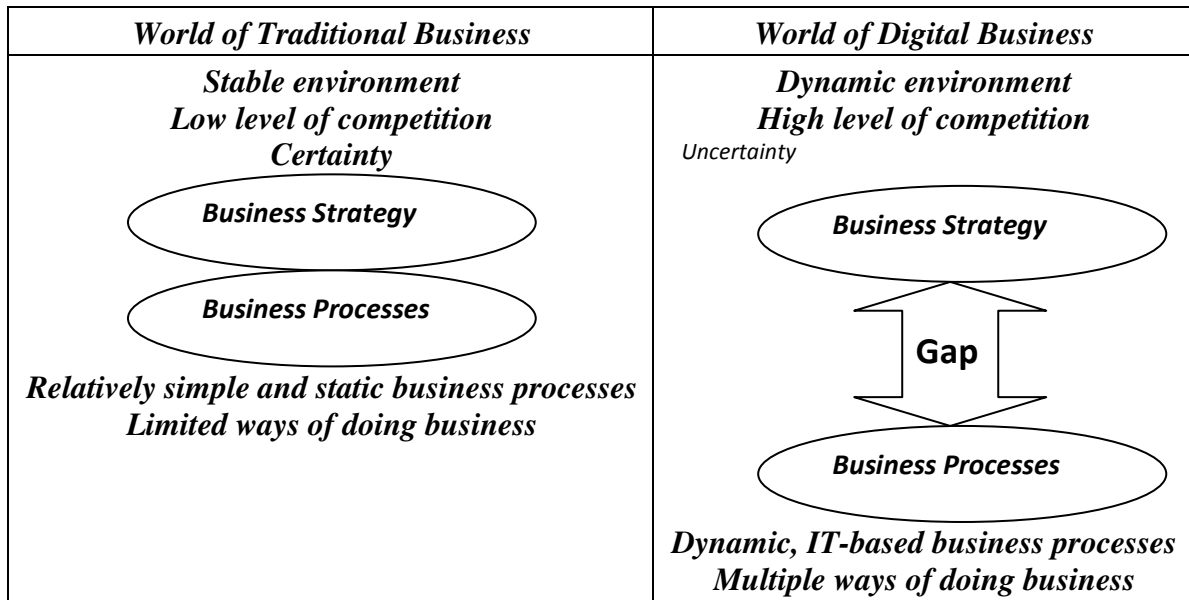 World of Traditional Business
Stable environment
Low level of competition
Certainty
Business Strategy
Business Processes
Relatively simple and static business processes
Limited ways of doing business
World of Digital Business
Dynamic environment
High level of competition
Uncertainty
Business Strategy
Gap
Business Processes
Dynamic, IT-based business processes
Multiple ways of doing business